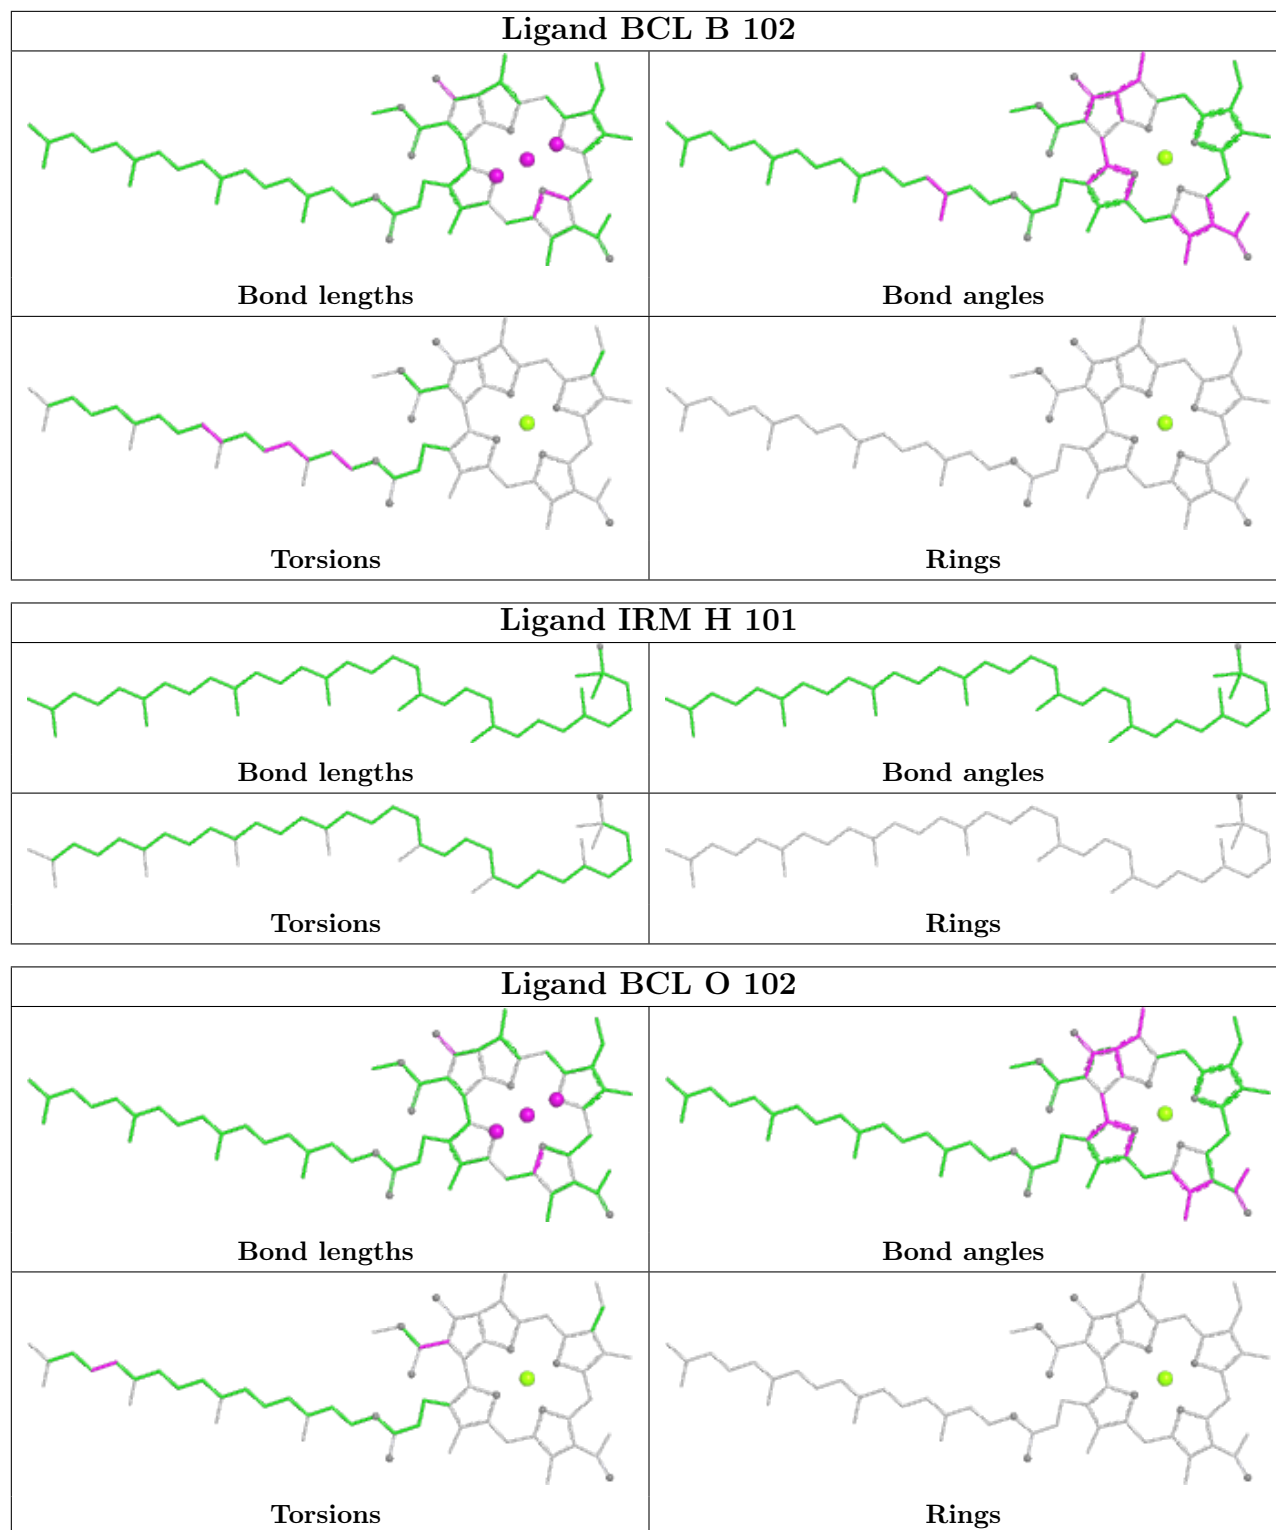 Ligand BCL B 102
Bond lengths
Bond angles
Torsions
Rings
Ligand IRM H 101
Bond lengths
Bond angles
Torsions
Rings
Ligand BCL O 102
Bond lengths
Bond angles
Torsions
Rings